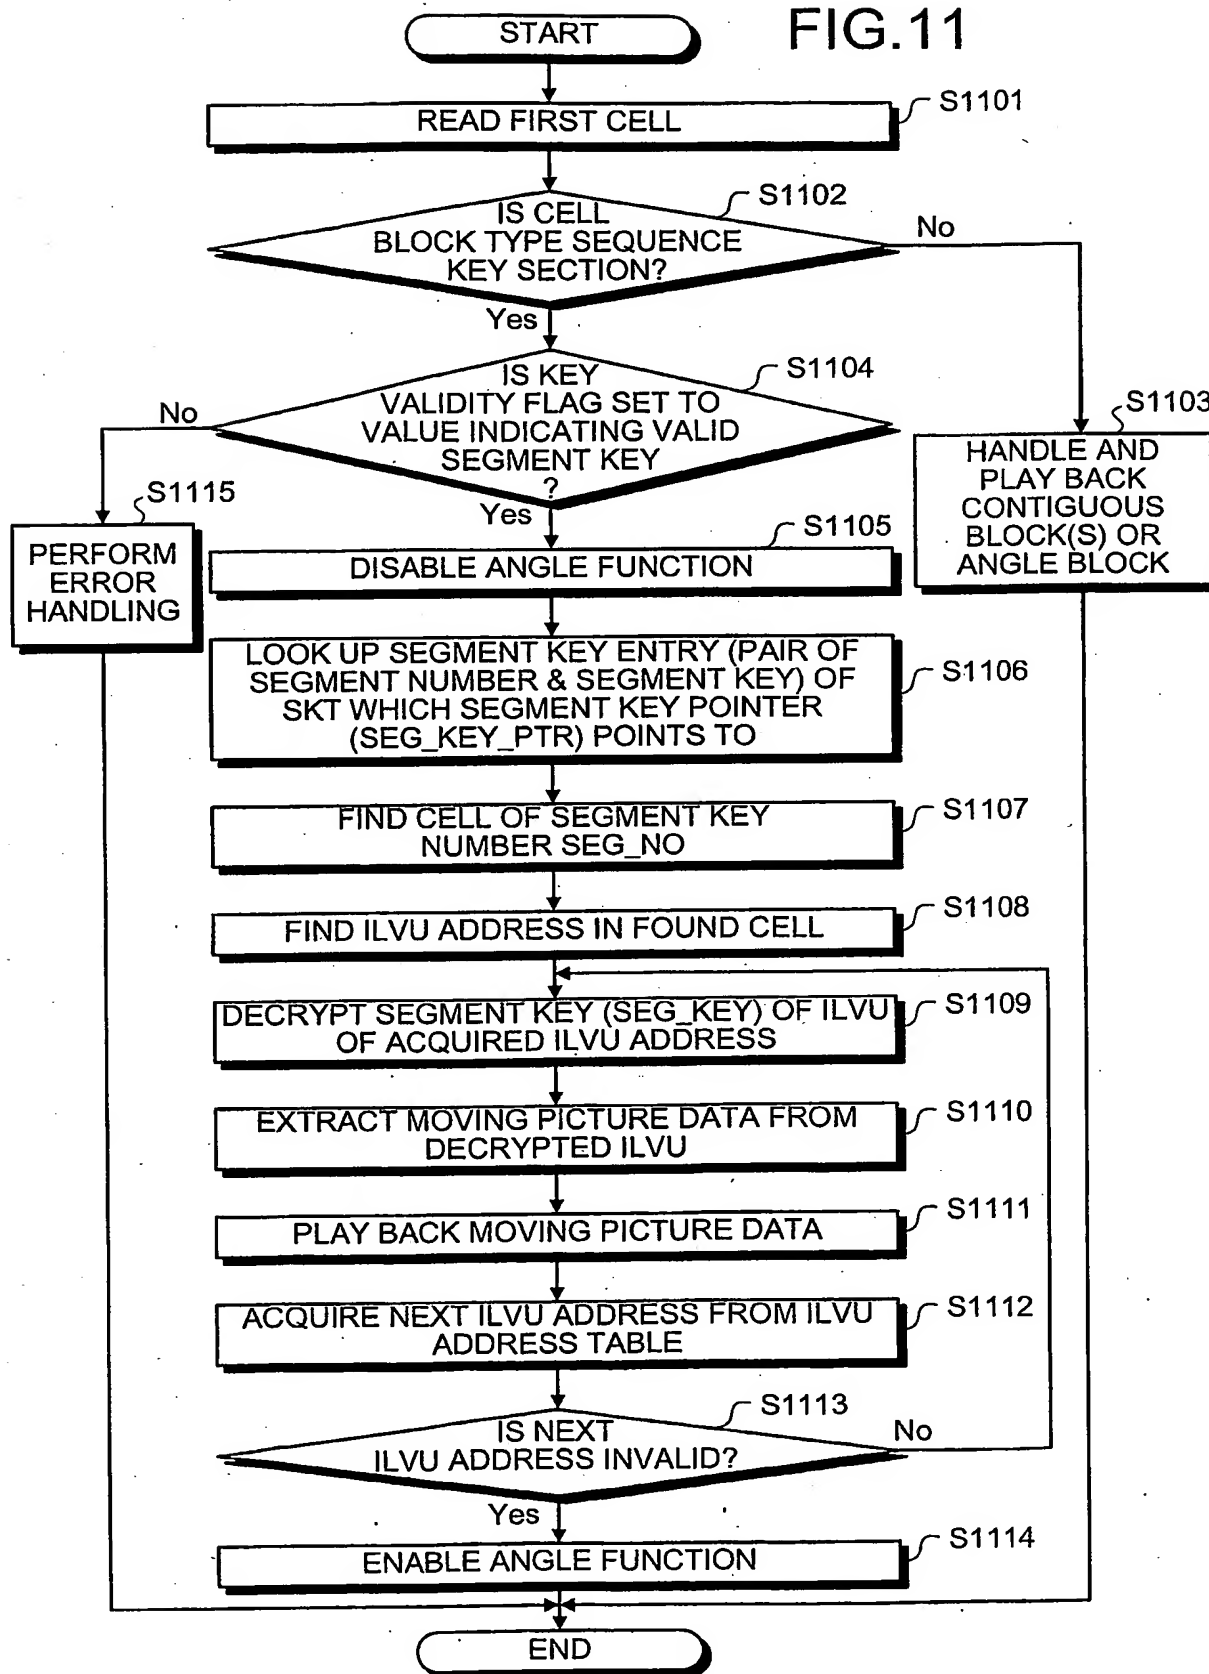 FIG.11
START
S1101
READ FIRST CELL
S1102
IS CELL
BLOCK TYPE SEQUENCE
KEY SECTION?
No
Yes
S1104
IS KEY
VALIDITY FLAG SET TO
VALUE INDICATING VALID
SEGMENT KEY
?
No
Yes
S1103
HANDLE AND
PLAY BACK
CONTIGUOUS
BLOCK(S) OR
ANGLE BLOCK
S1115
PERFORM
ERROR
HANDLING
S1105
DISABLE ANGLE FUNCTION
S1106
LOOK UP SEGMENT KEY ENTRY (PAIR OF
SEGMENT NUMBER & SEGMENT KEY) OF
SKT WHICH SEGMENT KEY POINTER
(SEG_KEY_PTR) POINTS TO
S1107
FIND CELL OF SEGMENT KEY
NUMBER SEG_NO
S1108
FIND ILVU ADDRESS IN FOUND CELL
S1109
DECRYPT SEGMENT KEY (SEG_KEY) OF ILVU
OF ACQUIRED ILVU ADDRESS
S1110
EXTRACT MOVING PICTURE DATA FROM
DECRYPTED ILVU
S1111
PLAY BACK MOVING PICTURE DATA
S1112
ACQUIRE NEXT ILVU ADDRESS FROM ILVU
ADDRESS TABLE
S1113
IS NEXT
ILVU ADDRESS INVALID?
No
Yes
S1114
ENABLE ANGLE FUNCTION
END